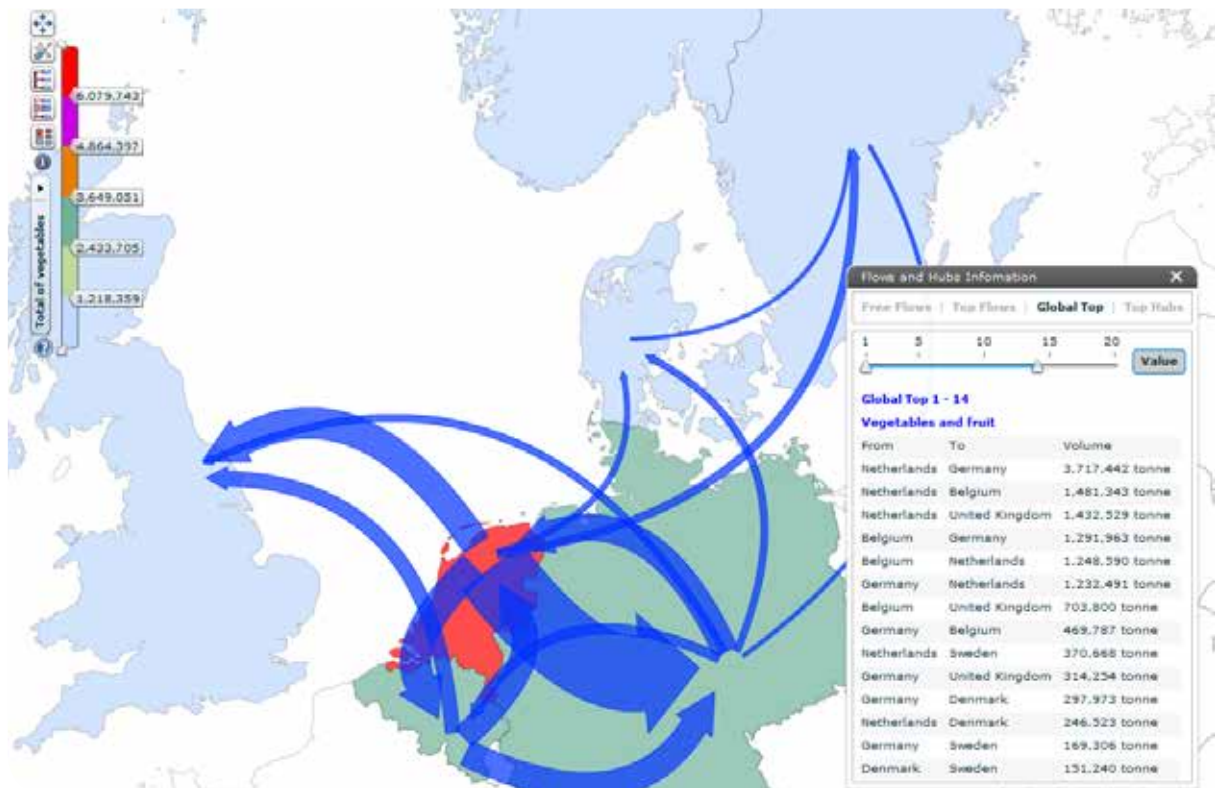 6.079.743
4.864.397
3.649.051
2.433.705
1.218.359
Total of vegetables
Flows and Hubs Infomation
Free Flows | Top Flows | Global Top | Top Hubs
1 5 10 15 20
Value
Global Top 1 - 14
Vegetables and fruit
From To Volume
Netherlands Germany 3.717.442 tonne
Netherlands Belgium 1.481.343 tonne
Netherlands United Kingdom 1.432.529 tonne
Belgium Germany 1.291.963 tonne
Belgium Netherlands 1.248.590 tonne
Germany Netherlands 1.232.491 tonne
Belgium United Kingdom 703.800 tonne
Germany Belgium 469.787 tonne
Netherlands Sweden 370.668 tonne
Germany United Kingdom 314.254 tonne
Germany Denmark 297.973 tonne
Netherlands Denmark 246.523 tonne
Germany Sweden 169.306 tonne
Denmark Sweden 151.240 tonne